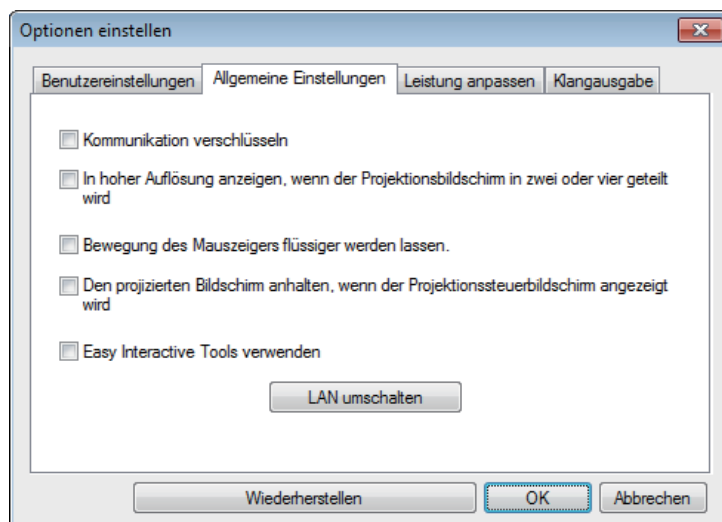 Optionen einstellen
Benutzereinstellungen
Allgemeine Einstellungen
Leistung anpassen
Klangausgabe
Kommunikation verschlüsseln
In hoher Auflösung anzeigen, wenn der Projektionsbildschirm in zwei oder vier geteilt
wird
Bewegung des Mauszeigers flüssiger werden lassen.
Den projizierten Bildschirm anhalten, wenn der Projektionssteuerbildschirm angezeigt
wird
Easy Interactive Tools verwenden
LAN umschalten
Wiederherstellen
OK
Abbrechen